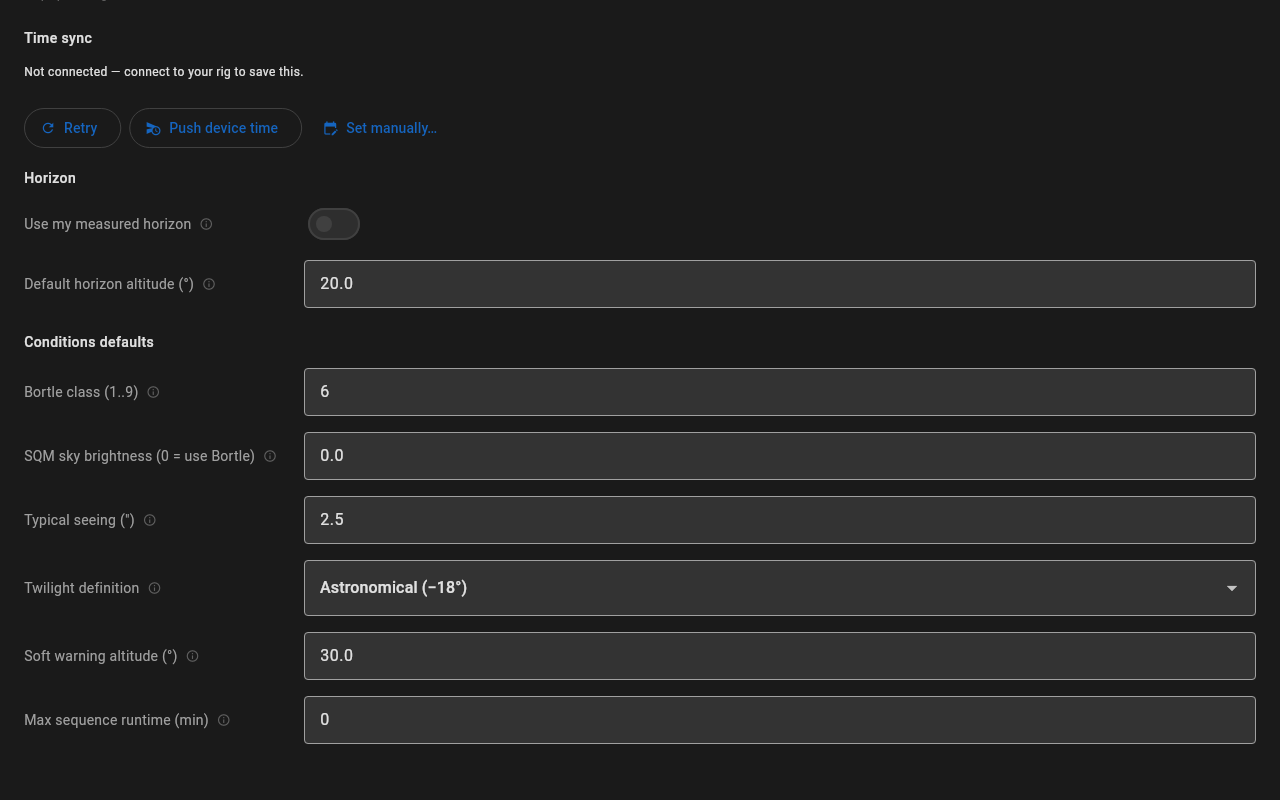 Time sync
Not connected — connect to your rig to save this.
Retry
Push device time
Set manually…
Horizon
Use my measured horizon
Default horizon altitude (°)
20.0
Conditions defaults
Bortle class (1..9)
6
SQM sky brightness (0 = use Bortle)
0.0
Typical seeing (")
2.5
Twilight definition
Astronomical (−18°)
Soft warning altitude (°)
30.0
Max sequence runtime (min)
0